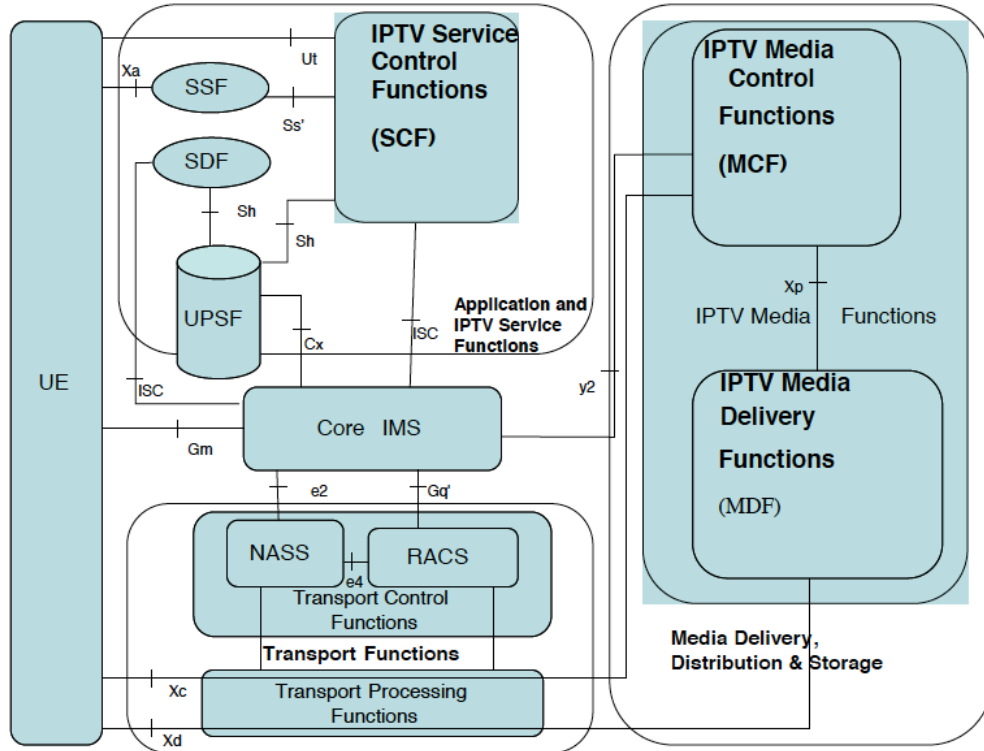 IPTV Service
Control
Functions
(SCF)
Ut
Xa
SSF
Ss'
SDF
Sh
Sh
UPSF
Cx
ISC
ISC
Application and
IPTV Service
Functions
UE
Core IMS
Gm
e2
Gq'
y2
NASS
RACS
e4
Transport Control
Functions
Transport Functions
Transport Processing
Functions
Xc
Xd
IPTV Media
Control
Functions
(MCF)
Xp
IPTV Media Functions
IPTV Media
Delivery
Functions
(MDF)
Media Delivery,
Distribution & Storage